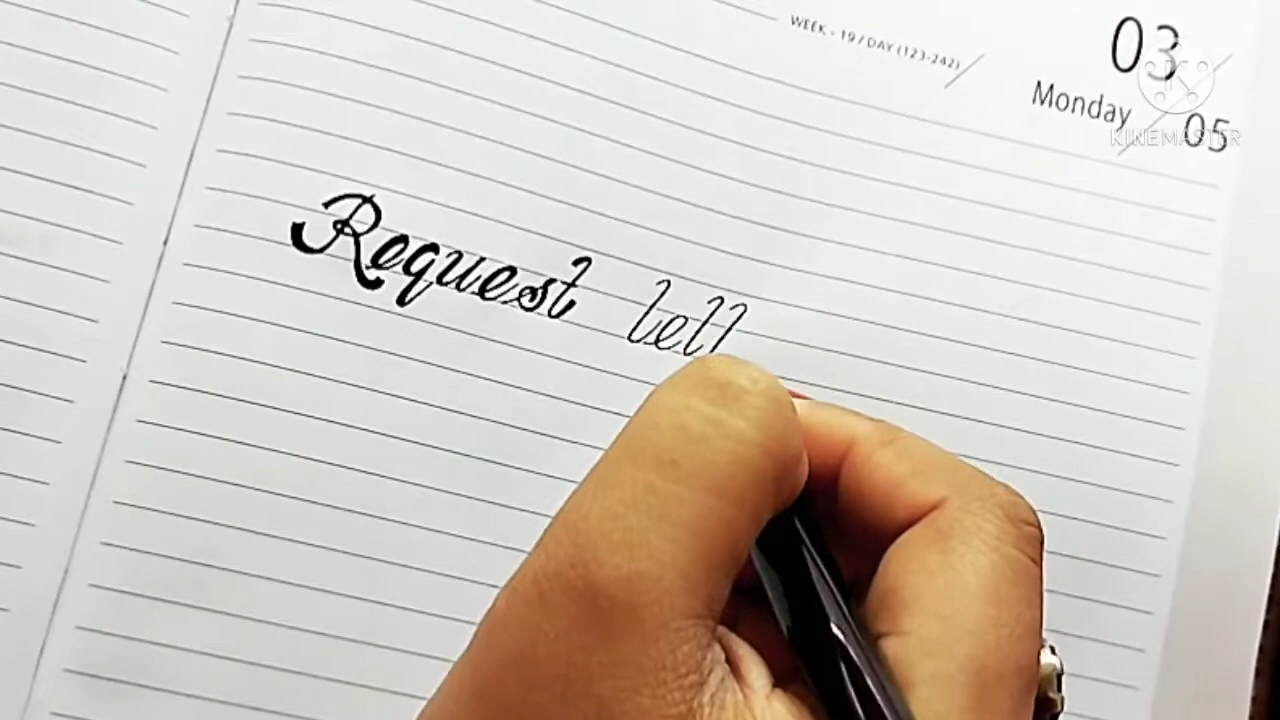 WEEK - 19 / DAY (123-242)
03
Monday
05
KINEMASTER
Request lett